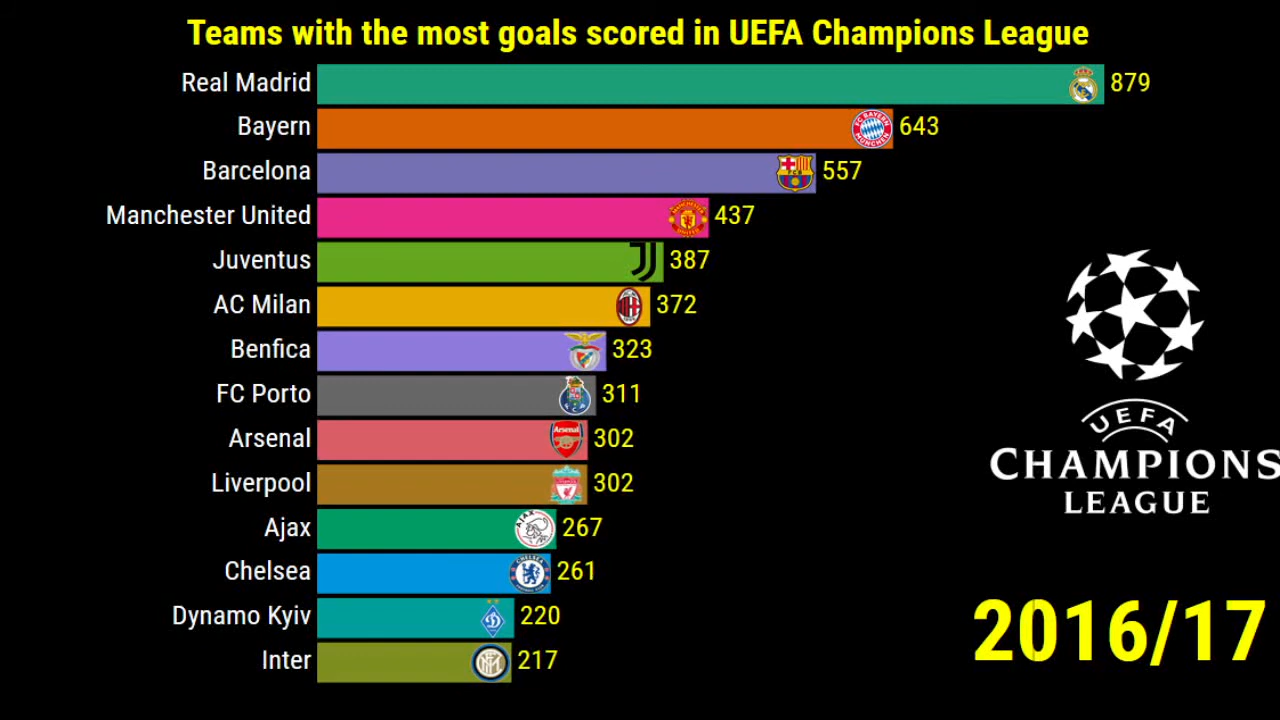 Teams with the most goals scored in UEFA Champions League
Real Madrid 879
Bayern 643
Barcelona 557
Manchester United 437
Juventus 387
AC Milan 372
Benfica 323
FC Porto 311
Arsenal 302
Liverpool 302
Ajax 267
Chelsea 261
Dynamo Kyiv 220
Inter 217
UEFA
CHAMPIONS
LEAGUE
2016/17